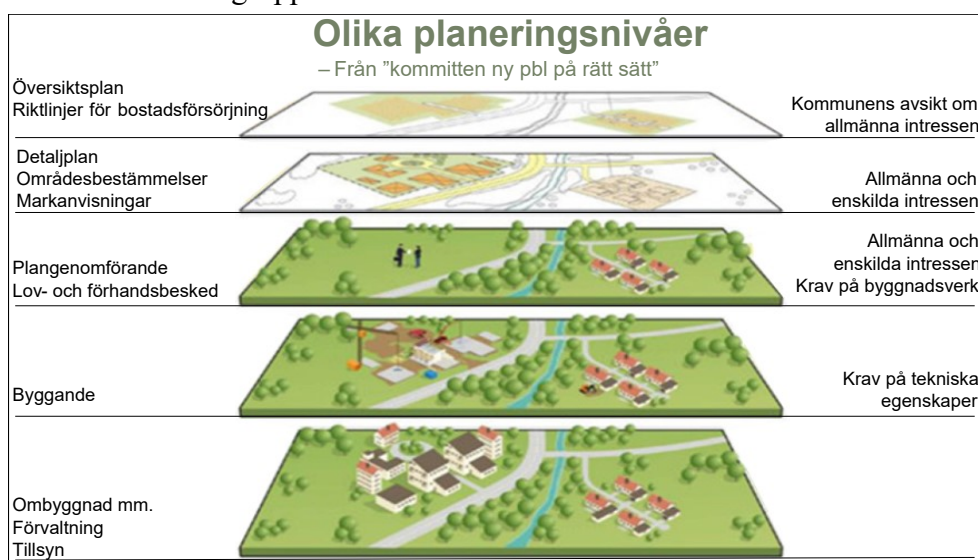 Olika planeringsnivåer
– Från ”kommitten ny pbl på rätt sätt”
Översiktsplan
Riktlinjer för bostadsförsörjning
Kommunens avsikt om
allmänna intressen
Detaljplan
Områdesbestämmelser
Markanvisningar
Allmänna och
enskilda intressen
Plangenomförande
Lov- och förhandsbesked
Allmänna och
enskilda intressen
Krav på byggnadsverk
Byggande
Krav på tekniska
egenskaper
Ombyggnad mm.
Förvaltning
Tillsyn